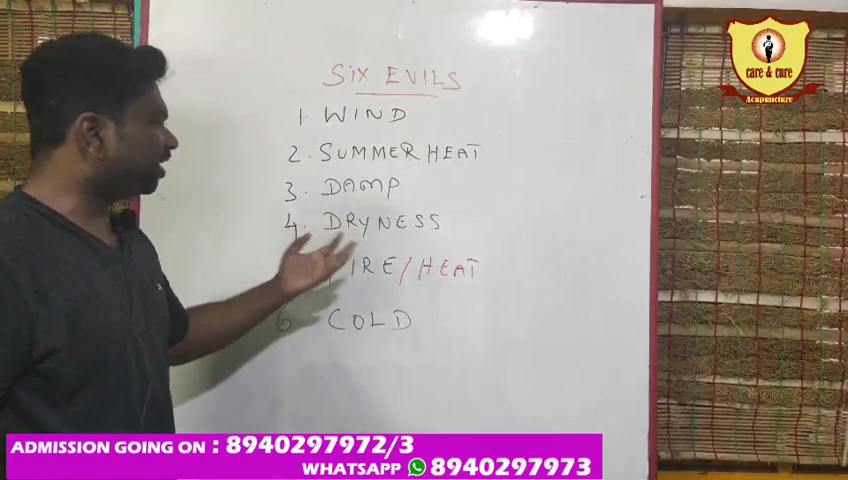 SIX EVILS
1. WIND
2. SUMMER HEAT
3. DAMP
4. DRYNESS
IRE/HEAT
6 COLD
care & cure
Acupuncture
ADMISSION GOING ON : 8940297972/3
WHATSAPP 8940297973